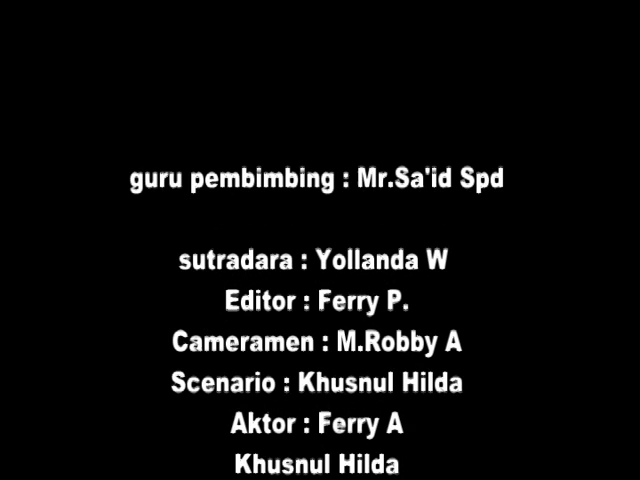 guru pembimbing : Mr.Sa'id Spd
sutradara : Yollanda W
Editor : Ferry P.
Cameramen : M.Robby A
Scenario : Khusnul Hilda
Aktor : Ferry A
Khusnul Hilda